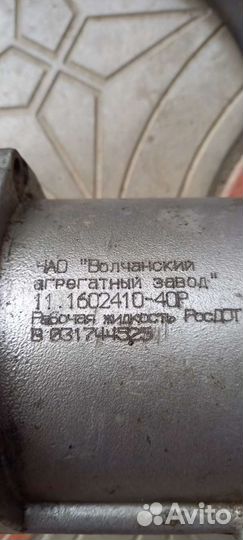 ЧАО "Волчанский
агрегатный завод"
11.1602410-40Р
Рабочая жидкость РосДОТ
В 031744525
Avito